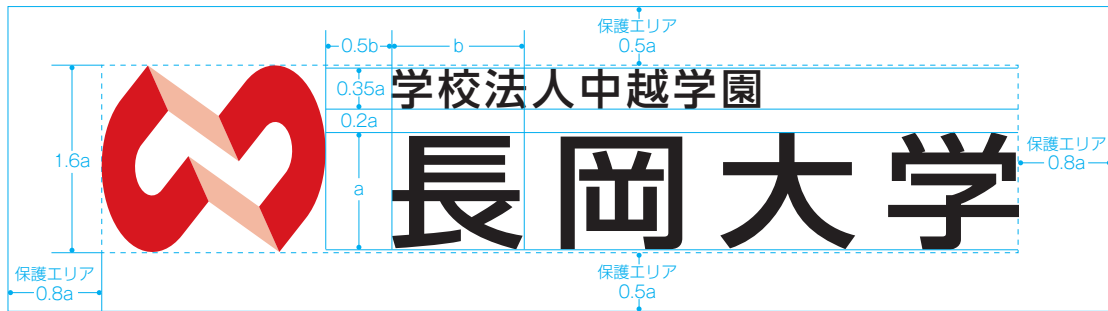 保護エリア
0.5a
0.5b
b
0.35a
学校法人中越学園
0.2a
1.6a
a
長岡大学
保護エリア
0.8a
保護エリア
0.8a
保護エリア
0.5a